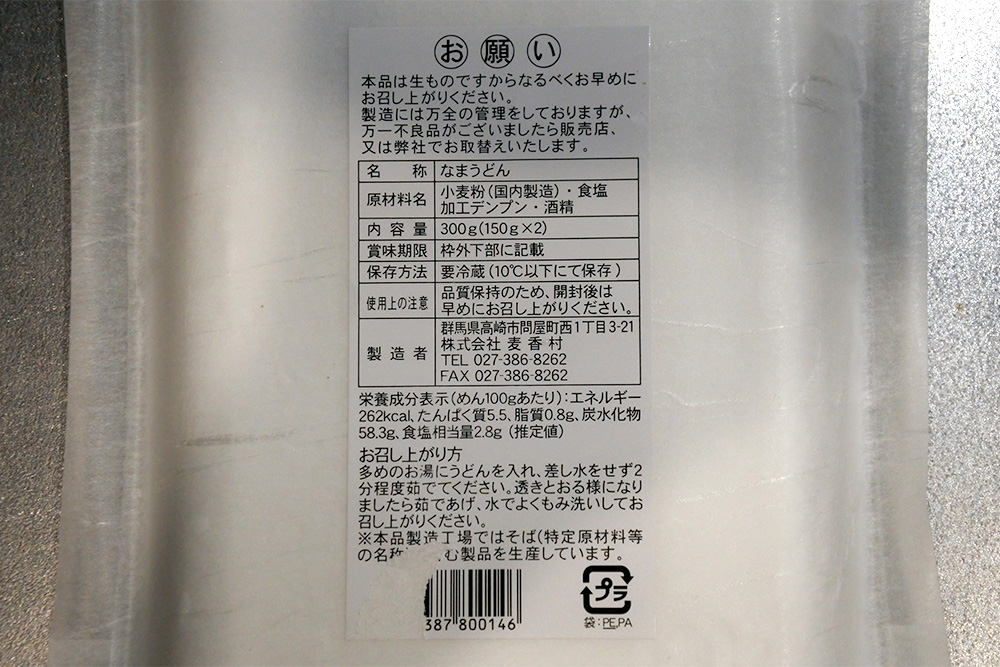 お願い
本品は生ものですからなるべくお早めに
お召し上がりください。
製造には万全の管理をしておりますが、
万一不良品がございましたら販売店、
又は弊社でお取替えいたします。
名称 なまうどん
原材料名 小麦粉(国内製造)・食塩
加工デンプン・酒精
内容量 300g(150g×2)
賞味期限 枠外下部に記載
保存方法 要冷蔵(10℃以下にて保存)
使用上の注意 品質保持のため、開封後は
早めにお召し上がりください。
製造者 群馬県高崎市問屋町西1丁目3-21
株式会社 麦香村
TEL 027-386-8262
FAX 027-386-8262
栄養成分表示(めん100gあたり):エネルギー
262kcal、たんぱく質5.5、脂質0.8g、炭水化物
58.3g、食塩相当量2.8g (推定値)
お召し上がり方
多めのお湯にうどんを入れ、差し水をせず2
分程度茹でてください。透きとおる様になり
ましたら茹であげ、水でよくもみ洗いしてお
召し上がりください。
※本品製造工場ではそば(特定原材料等
の名称 む製品を生産しています。
387 800146
プラ
袋:PE,PA